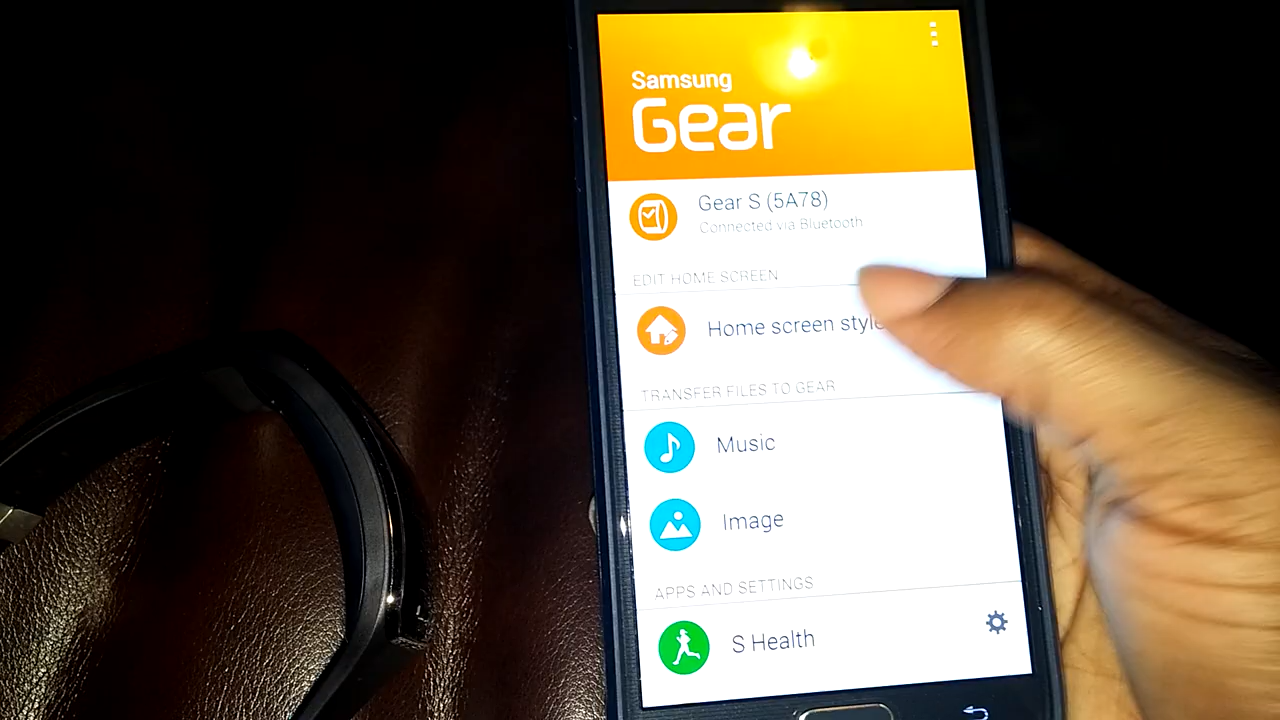 Samsung
Gear
Gear S (5A78)
Connected via Bluetooth
EDIT HOME SCREEN
Home screen style
TRANSFER FILES TO GEAR
Music
Image
APPS AND SETTINGS
S Health